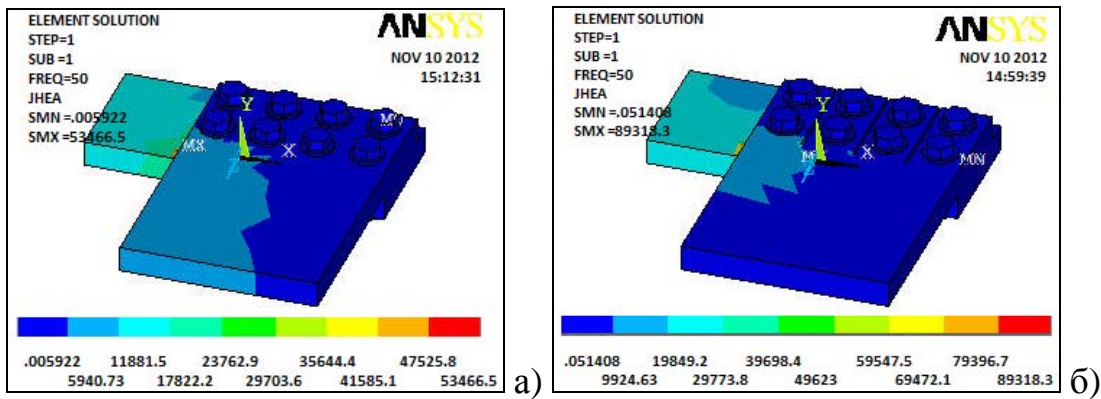 ELEMENT SOLUTION
STEP=1
SUB =1
FREQ=50
JHEA
SMN =.005922
SMX =53466.5
ANSYS
NOV 10 2012
15:12:31
Y
MN
MX
X
Z
.005922 11881.5 23762.9 35644.4 47525.8
5940.73 17822.2 29703.6 41585.1 53466.5
а)
ELEMENT SOLUTION
STEP=1
SUB =1
FREQ=50
JHEA
SMN =.051408
SMX =89318.3
ANSYS
NOV 10 2012
14:59:39
Y
M
X
MN
Z
.051408 19849.2 39698.4 59547.5 79396.7
9924.63 29773.8 49623 69472.1 89318.3
б)